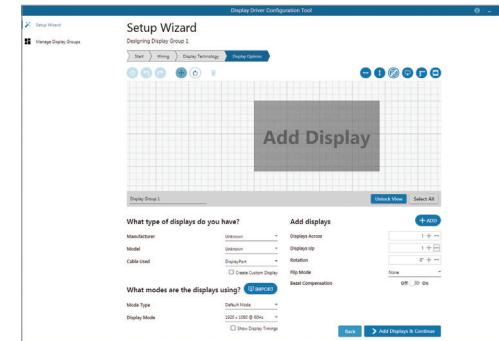 Display Driver Configuration Tool
Setup Wizard
Manage Display Groups
Setup Wizard
Designing Display Group 1
Start
Wiring
Display Technology
Display Options
Add Display
Display Group 1
Unlock View
Select All
What type of displays do you have?
Manufacturer
Unknown
Model
Unknown
Cable Used
DisplayPort
Create Custom Display
What modes are the displays using?
IMPORT
Mode Type
Default Mode
Display Mode
1920 x 1080 @ 60Hz
Show Display Timings
Add displays
+ ADD
Displays Across
1 + −
Displays Up
1 + −
Rotation
0° + −
Flip Mode
None
Bezel Compensation
Off
On
Back
Add Displays & Continue